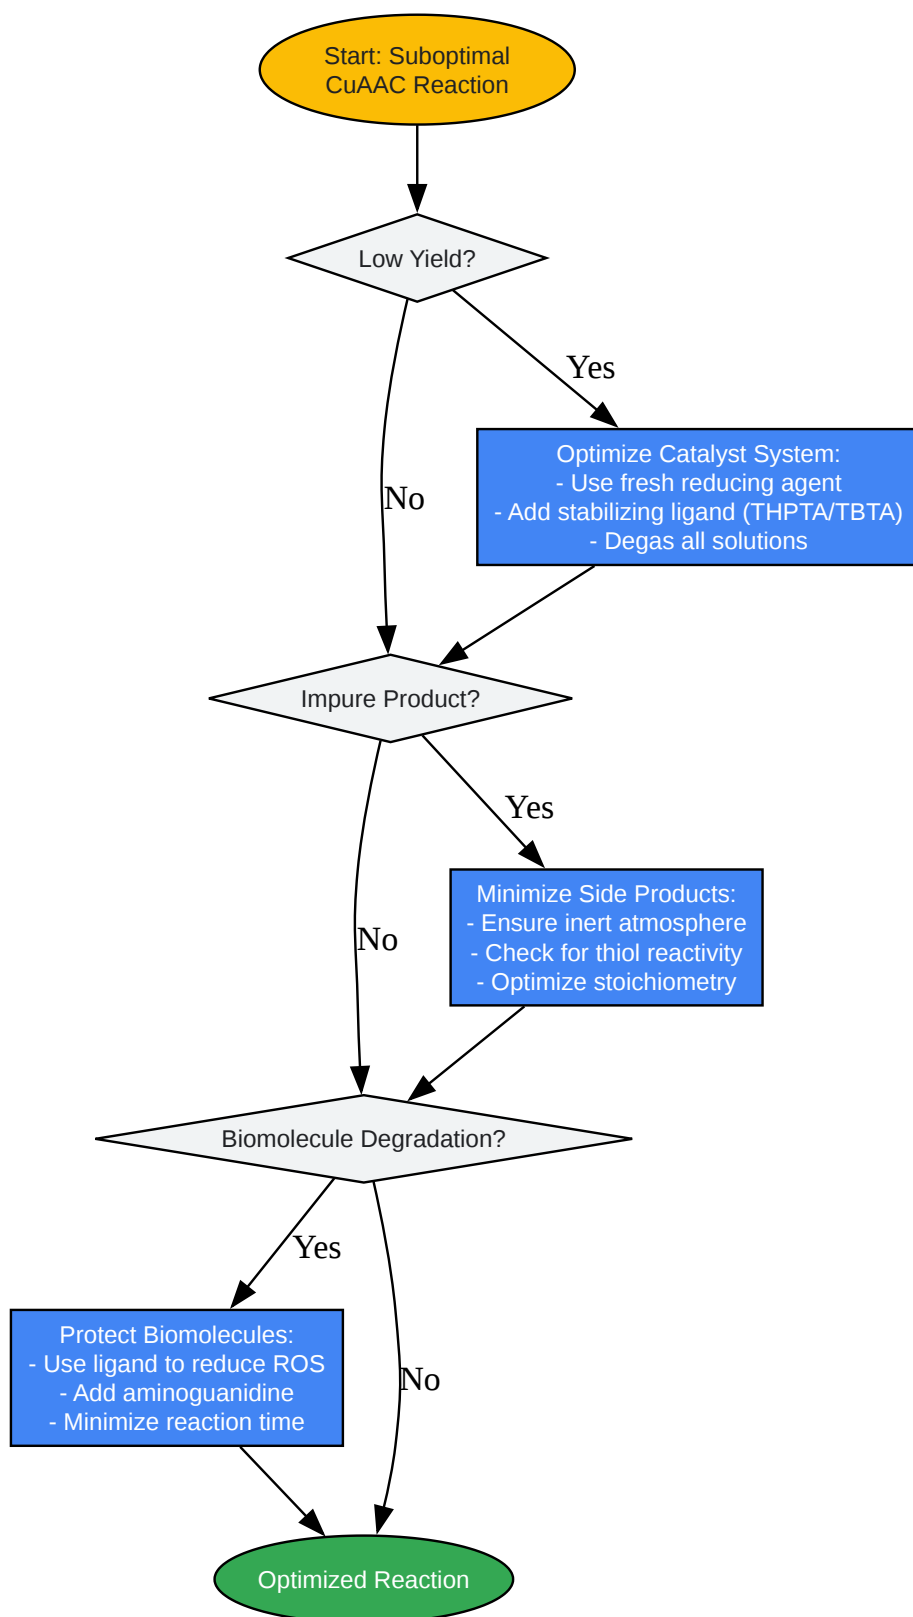 Start: Suboptimal
CuAAC Reaction
Low Yield?
Yes
Optimize Catalyst System:
- Use fresh reducing agent
- Add stabilizing ligand (THPTA/TBTA)
- Degas all solutions
No
Impure Product?
Yes
Minimize Side Products:
- Ensure inert atmosphere
- Check for thiol reactivity
- Optimize stoichiometry
No
Biomolecule Degradation?
Yes
Protect Biomolecules:
- Use ligand to reduce ROS
- Add aminoguanidine
- Minimize reaction time
No
Optimized Reaction